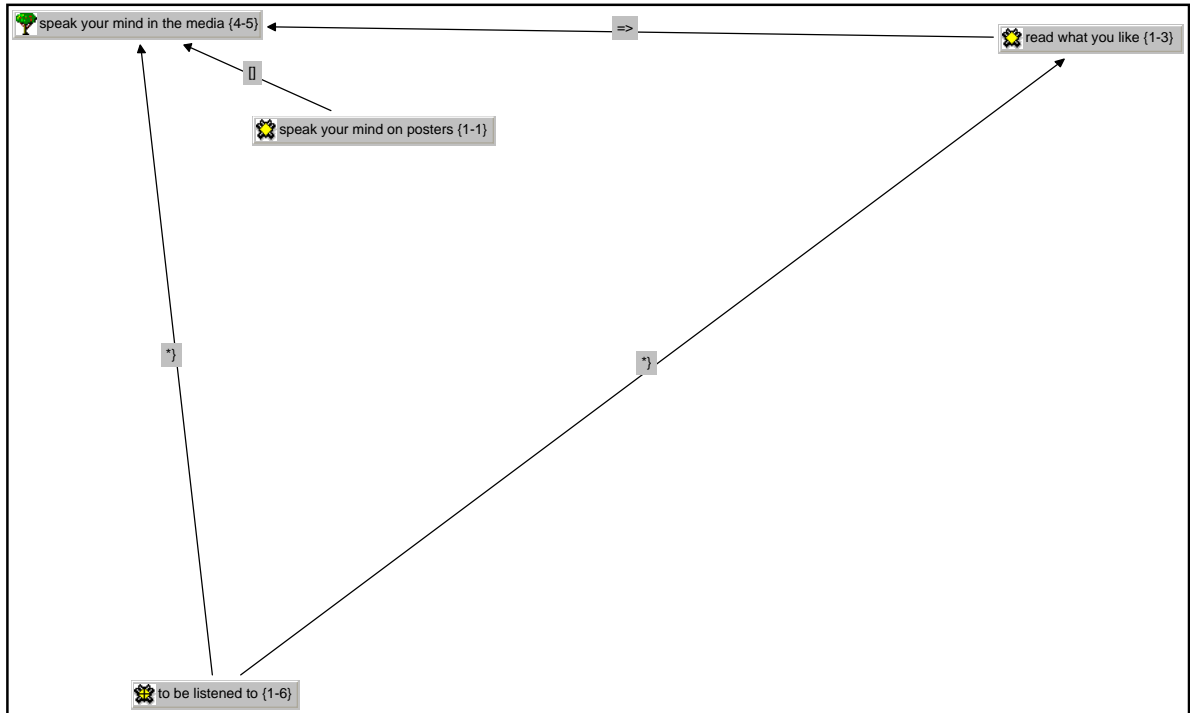 speak your mind in the media {4-5}
=>
read what you like {1-3}
[]
speak your mind on posters {1-1}
*}
*}
to be listened to {1-6}